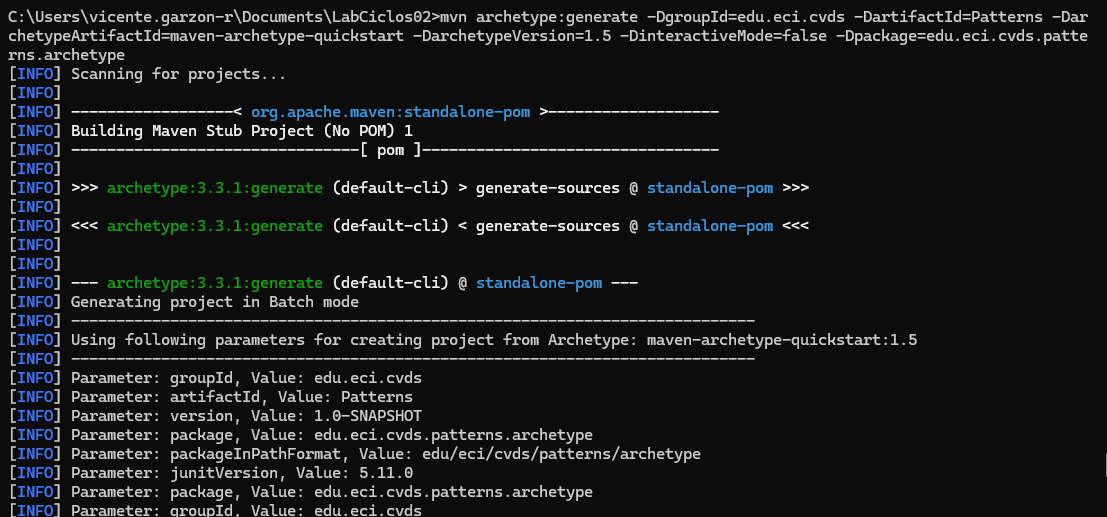 C:\Users\vicente.garzon-r\Documents\LabCiclos02>mvn archetype:generate -DgroupId=edu.eci.cvds -DartifactId=Patterns -Dar
chetypeArtifactId=maven-archetype-quickstart -DarchetypeVersion=1.5 -DinteractiveMode=false -Dpackage=edu.eci.cvds.patte
rns.archetype
[INFO] Scanning for projects...
[INFO]
[INFO] ------------------< org.apache.maven:standalone-pom >-------------------
[INFO] Building Maven Stub Project (No POM) 1
[INFO] --------------------------------[ pom ]---------------------------------
[INFO]
[INFO] >>> archetype:3.3.1:generate (default-cli) > generate-sources @ standalone-pom >>>
[INFO]
[INFO] <<< archetype:3.3.1:generate (default-cli) < generate-sources @ standalone-pom <<<
[INFO]
[INFO]
[INFO] --- archetype:3.3.1:generate (default-cli) @ standalone-pom ---
[INFO] Generating project in Batch mode
[INFO] ----------------------------------------------------------------------------
[INFO] Using following parameters for creating project from Archetype: maven-archetype-quickstart:1.5
[INFO] ----------------------------------------------------------------------------
[INFO] Parameter: groupId, Value: edu.eci.cvds
[INFO] Parameter: artifactId, Value: Patterns
[INFO] Parameter: version, Value: 1.0-SNAPSHOT
[INFO] Parameter: package, Value: edu.eci.cvds.patterns.archetype
[INFO] Parameter: packageInPathFormat, Value: edu/eci/cvds/patterns/archetype
[INFO] Parameter: junitVersion, Value: 5.11.0
[INFO] Parameter: package, Value: edu.eci.cvds.patterns.archetype
[INFO] Parameter: groupId, Value: edu.eci.cvds